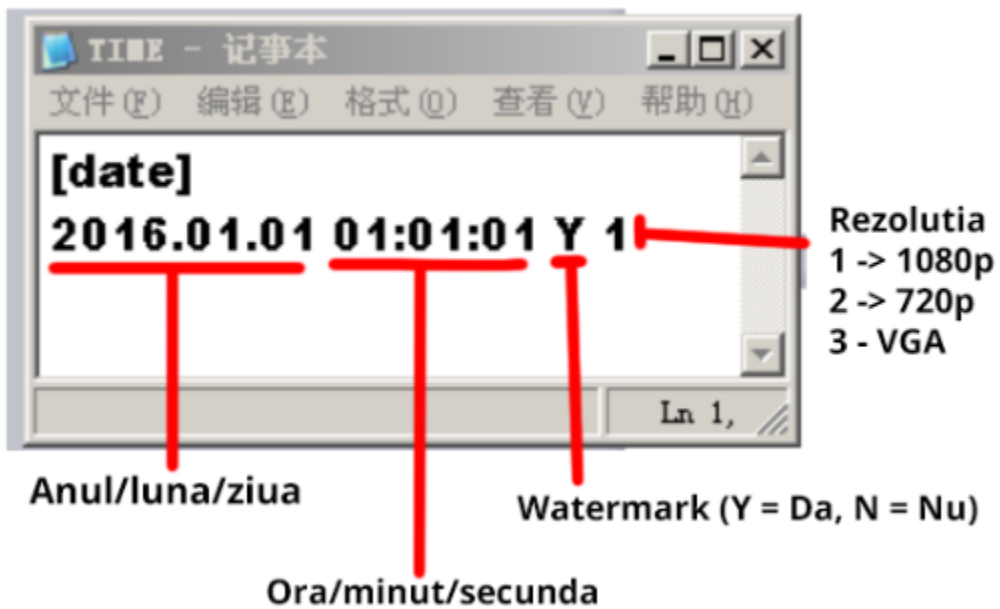 TIME - 记事本
文件(F) 编辑(E) 格式(O) 查看(V) 帮助(H)
[date]
2016.01.01 01:01:01 Y 1
Rezolutia
1 -> 1080p
2 -> 720p
3 - VGA
Ln 1,
Anul/luna/ziua
Watermark (Y = Da, N = Nu)
Ora/minut/secunda